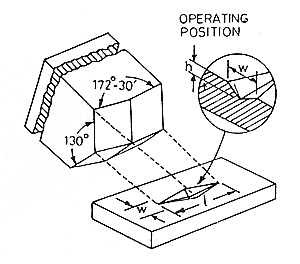 OPERATING
POSITION
h
W
172°-30'
130°
W
l